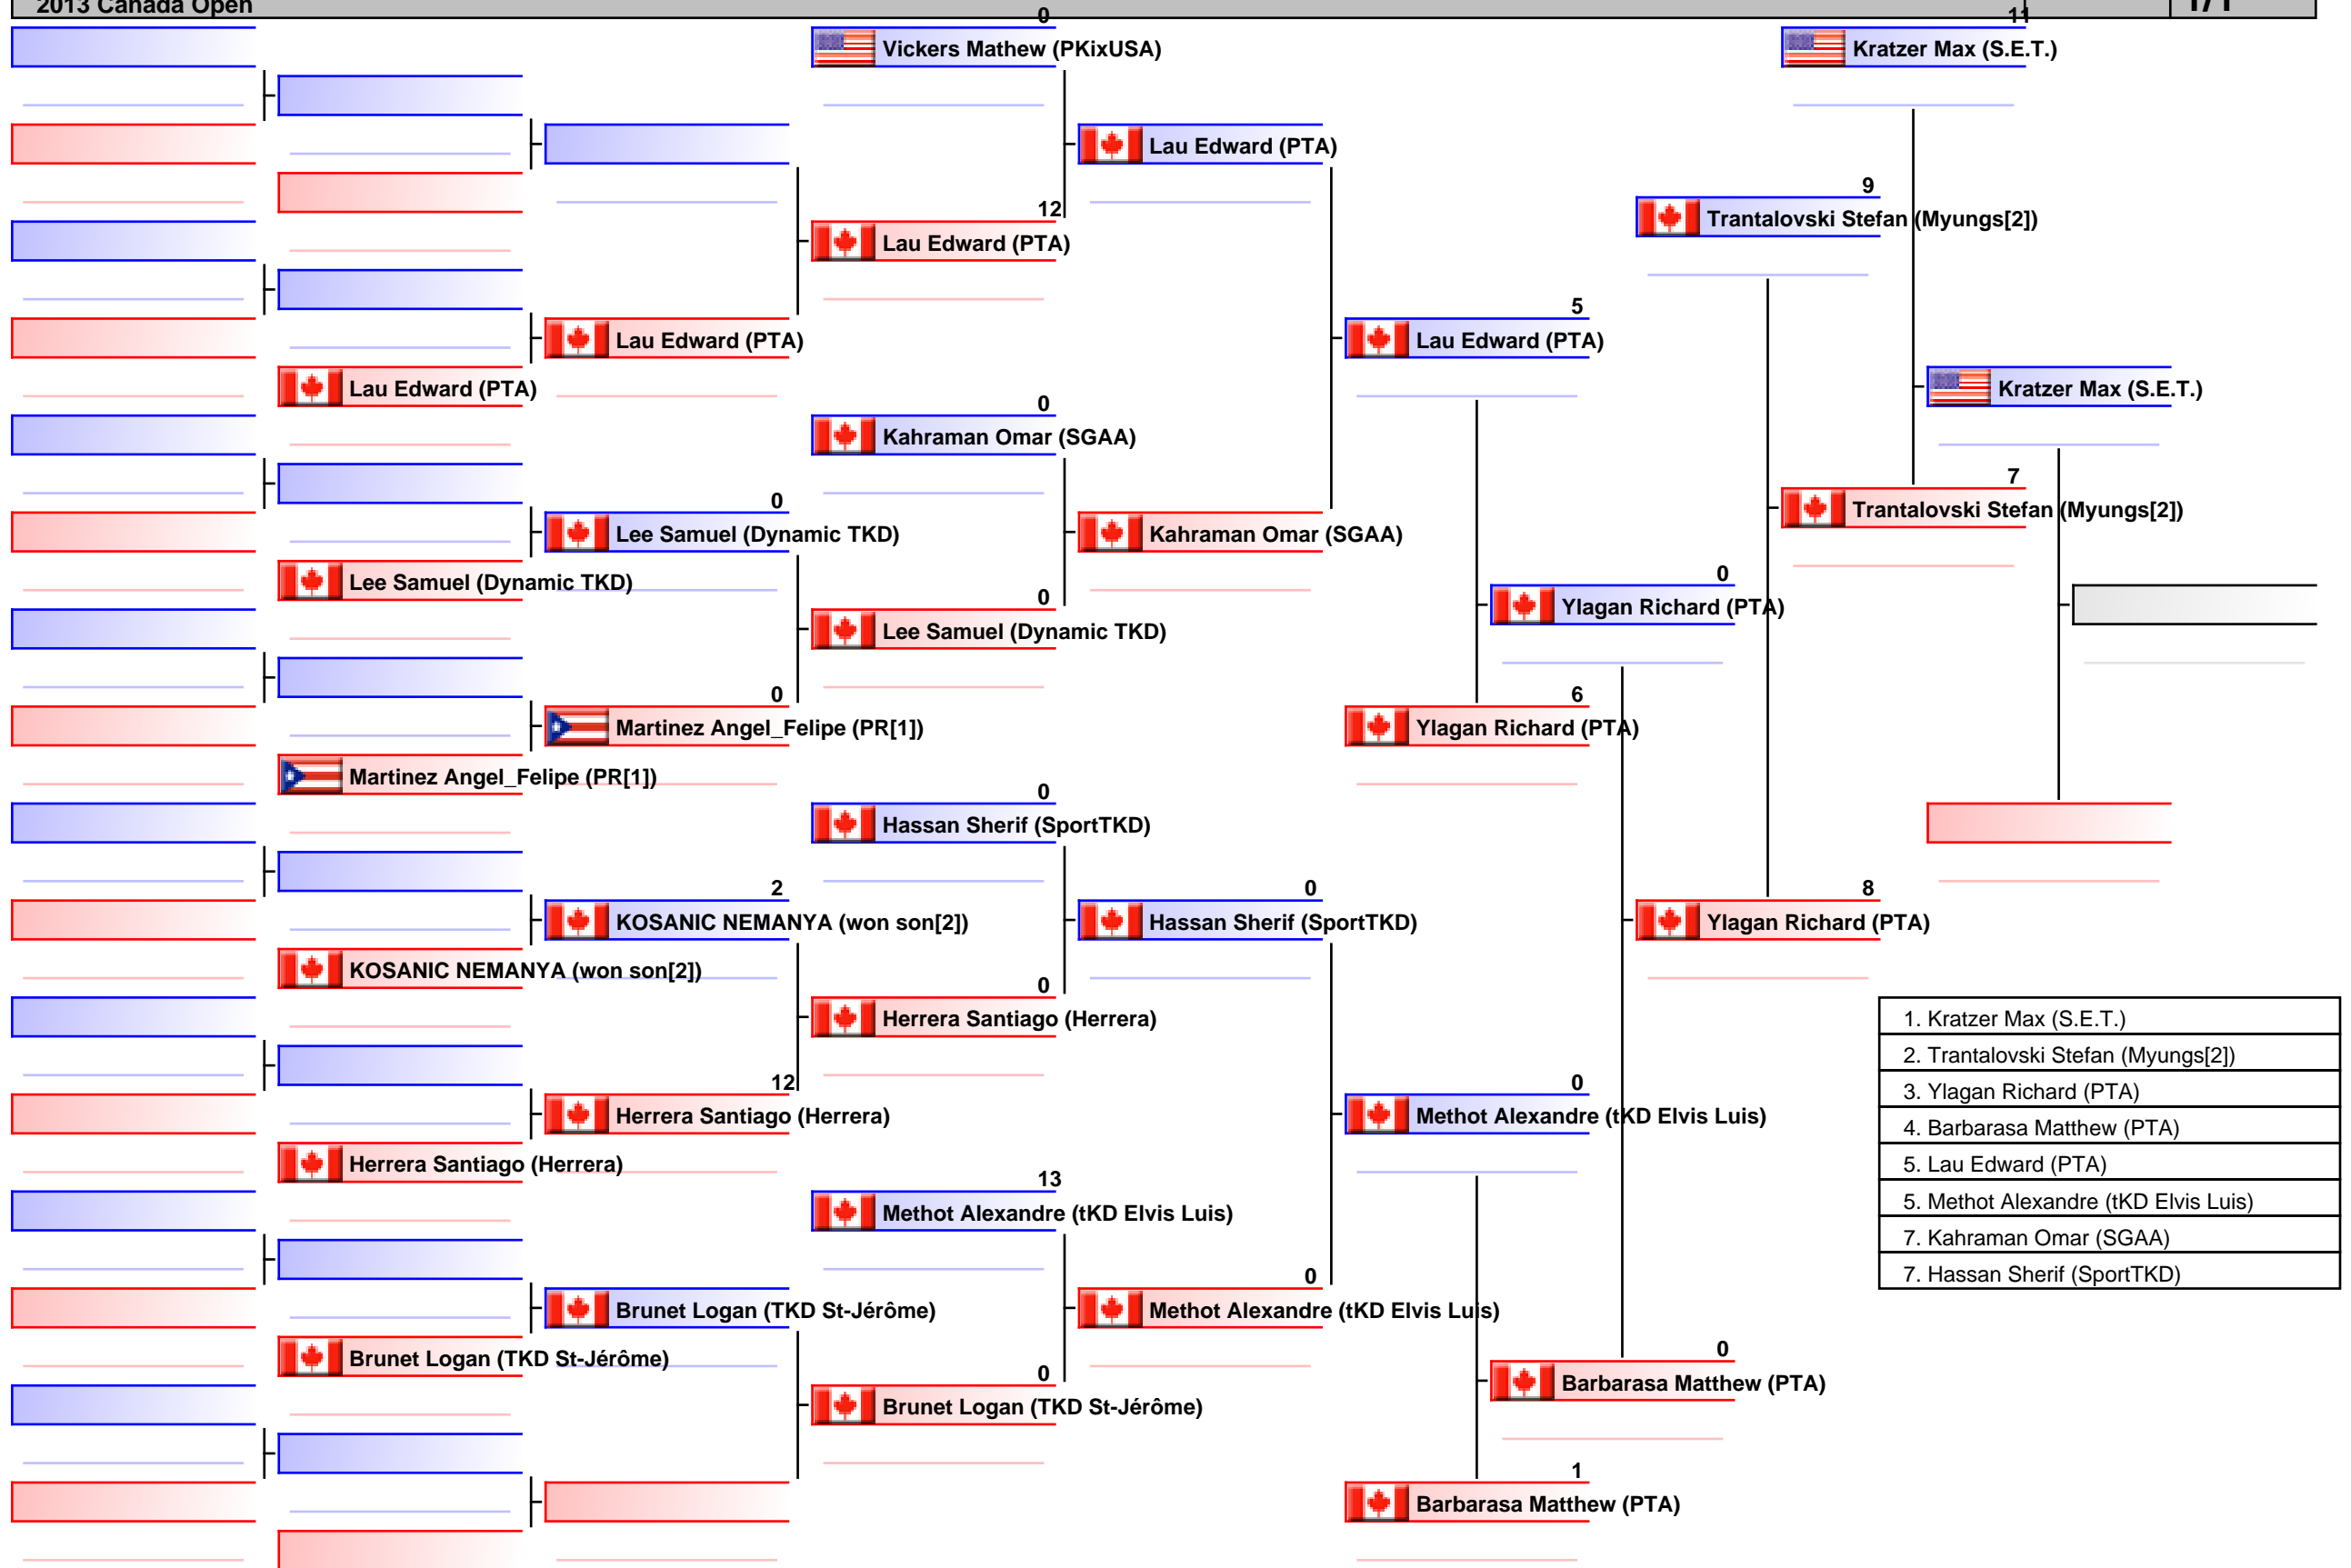 2013 Canada Open
1/1
0
11
Vickers Mathew (PKixUSA)
Kratzer Max (S.E.T.)
Lau Edward (PTA)
9
12
Trantalovski Stefan (Myungs[2])
Lau Edward (PTA)
5
Lau Edward (PTA)
Lau Edward (PTA)
Lau Edward (PTA)
Kratzer Max (S.E.T.)
0
Kahraman Omar (SGAA)
7
0
Trantalovski Stefan (Myungs[2])
Lee Samuel (Dynamic TKD)
Kahraman Omar (SGAA)
0
Lee Samuel (Dynamic TKD)
0
Ylagan Richard (PTA)
Lee Samuel (Dynamic TKD)
0
6
Martinez Angel_Felipe (PR[1])
Ylagan Richard (PTA)
Martinez Angel_Felipe (PR[1])
0
Hassan Sherif (SportTKD)
2
0
8
KOSANIC NEMANYA (won son[2])
Hassan Sherif (SportTKD)
Ylagan Richard (PTA)
KOSANIC NEMANYA (won son[2])
0
Herrera Santiago (Herrera)
1. Kratzer Max (S.E.T.)
2. Trantalovski Stefan (Myungs[2])
12
0
3. Ylagan Richard (PTA)
Herrera Santiago (Herrera)
Methot Alexandre (tKD Elvis Luis)
4. Barbarasa Matthew (PTA)
Herrera Santiago (Herrera)
5. Lau Edward (PTA)
13
5. Methot Alexandre (tKD Elvis Luis)
Methot Alexandre (tKD Elvis Luis)
7. Kahraman Omar (SGAA)
0
7. Hassan Sherif (SportTKD)
Brunet Logan (TKD St-Jérôme)
Methot Alexandre (tKD Elvis Luis)
Brunet Logan (TKD St-Jérôme)
0
0
Barbarasa Matthew (PTA)
Brunet Logan (TKD St-Jérôme)
1
Barbarasa Matthew (PTA)